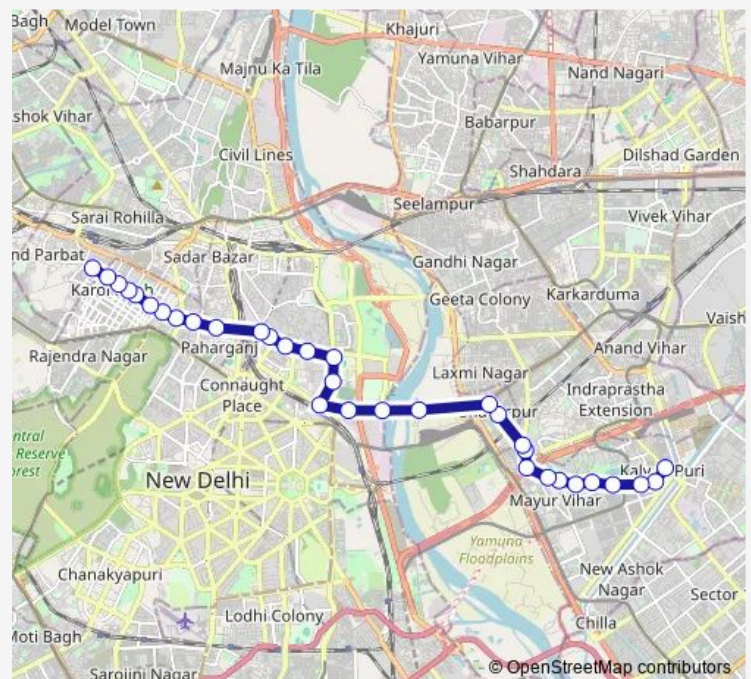 Bagh
Model Town
Khajuri
Majnu Ka Tila
Yamuna Vihar
Nand Nagari
shok Vihar
Babarpur
Civil Lines
Dilshad Garden
Shahdara
Seelampur
Sarai Rohilla
Vivek Vihar
nd Parbat
Sadar Bazar
Gandhi Nagar
Karkarduma
Geeta Colony
Vaish
Paharganj
Rajendra Nagar
Anand Vihar
Laxmi Nagar
Connaught
Place
Indraprastha
Extension
ntral
Reserve
orest
New Delhi
Mayur Vihar
Yamuna
Floodplains
Chanakyapuri
New Ashok
Nagar
Sector
Lodhi Colony
Chilla
Moti Bagh
Sarojini Nagar
© OpenStreetMap contributors